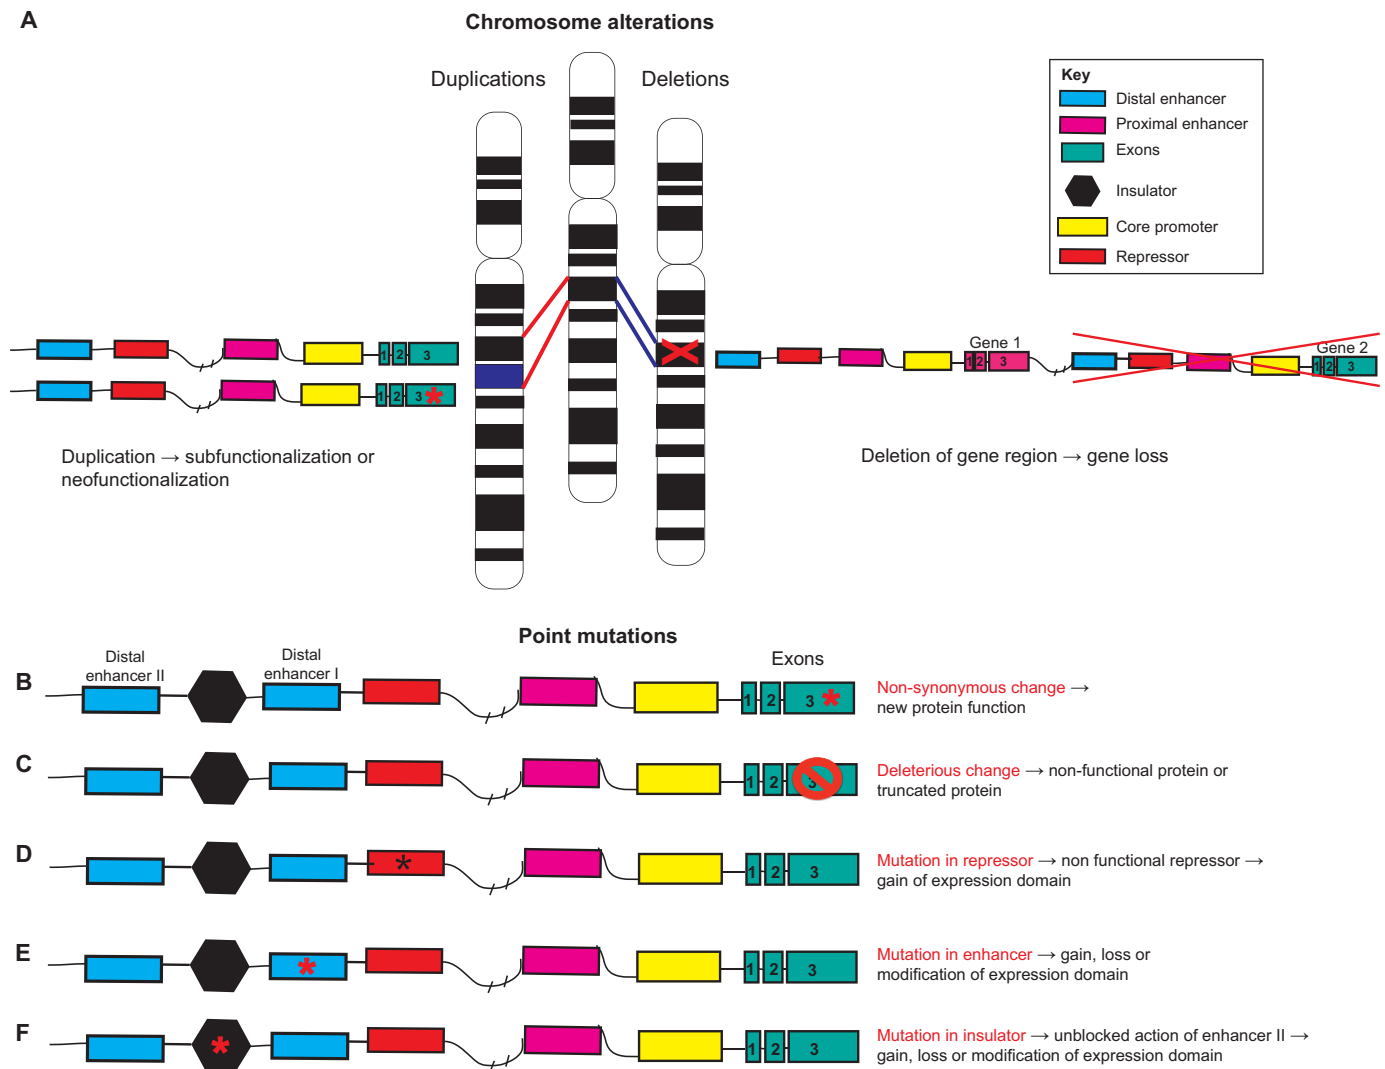 A
Chromosome alterations
Duplications
Deletions
Key
Distal enhancer
Proximal enhancer
Exons
Insulator
Core promoter
Repressor
1 2 3
1 2 3 *
Gene 1
1 2 3
Gene 2
1 2 3
Duplication → subfunctionalization or
neofunctionalization
Deletion of gene region → gene loss
Point mutations
B
Distal
enhancer II
Distal
enhancer I
Exons
1 2 3 *
Non-synonymous change →
new protein function
C
1 2 3
Deleterious change → non-functional protein or
truncated protein
D
*
1 2 3
Mutation in repressor → non functional repressor →
gain of expression domain
E
*
1 2 3
Mutation in enhancer → gain, loss or
modification of expression domain
F
*
1 2 3
Mutation in insulator → unblocked action of enhancer II →
gain, loss or modification of expression domain